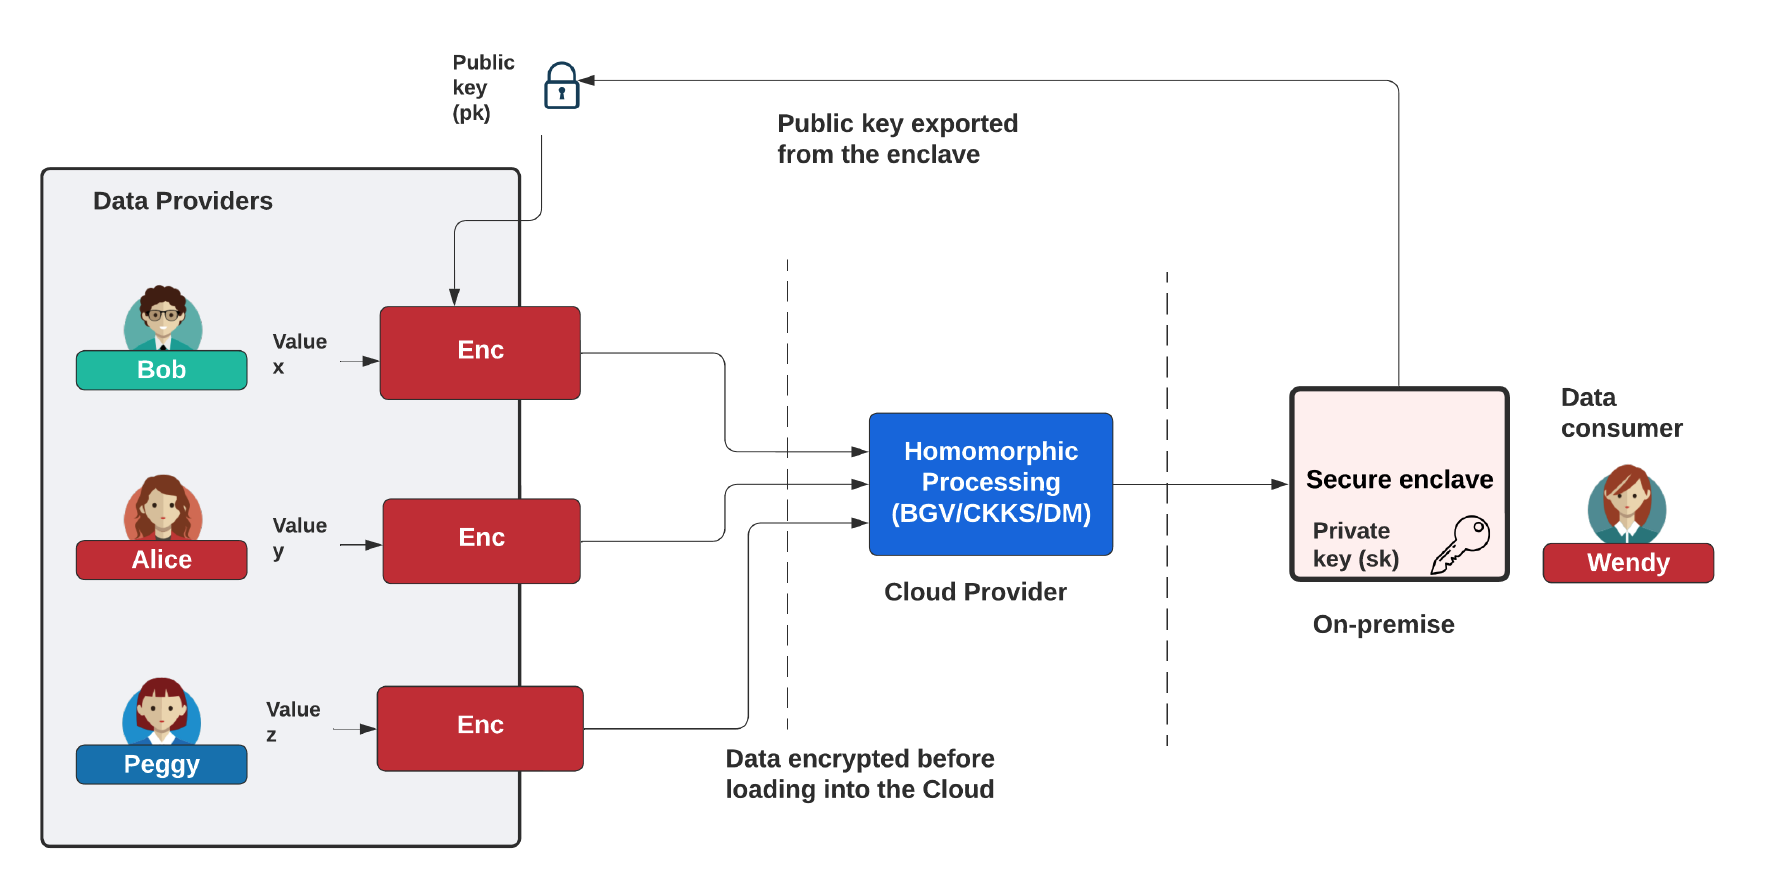 Public
key
(pk)
Public key exported
from the enclave
Data Providers
Value
x
Bob
Enc
Value
y
Alice
Enc
Value
z
Peggy
Enc
Homomorphic
Processing
(BGV/CKKS/DM)
Cloud Provider
Data encrypted before
loading into the Cloud
Secure enclave
Private
key (sk)
On-premise
Data
consumer
Wendy